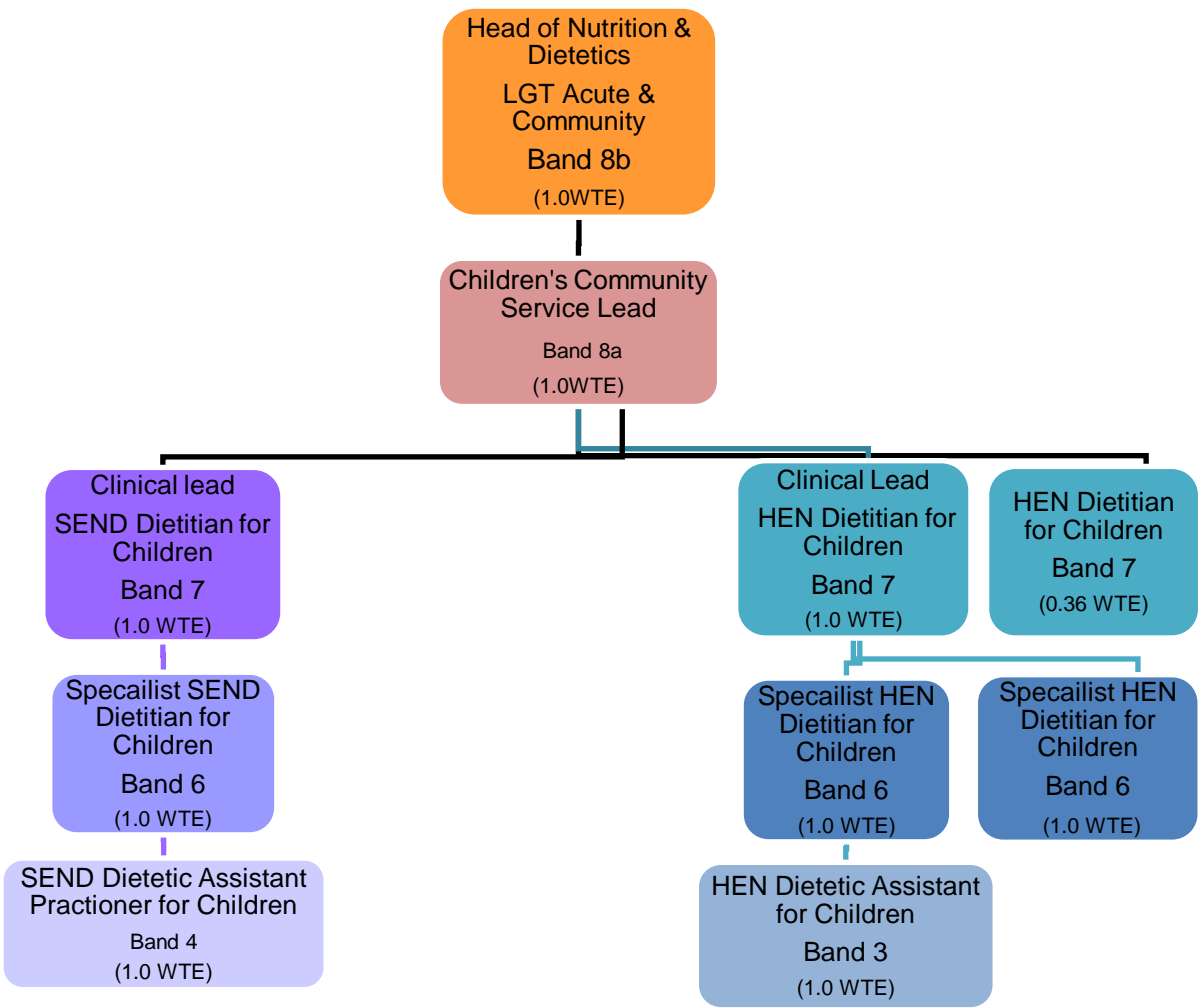 Head of Nutrition &
Dietetics
LGT Acute &
Community
Band 8b
(1.0WTE)
Children's Community
Service Lead
Band 8a
(1.0WTE)
Clinical lead
SEND Dietitian for
Children
Band 7
(1.0 WTE)
Clinical Lead
HEN Dietitian for
Children
Band 7
(1.0 WTE)
HEN Dietitian
for Children
Band 7
(0.36 WTE)
Specailist SEND
Dietitian for
Children
Band 6
(1.0 WTE)
Specailist HEN
Dietitian for
Children
Band 6
(1.0 WTE)
Specailist HEN
Dietitian for
Children
Band 6
(1.0 WTE)
SEND Dietetic Assistant
Practioner for Children
Band 4
(1.0 WTE)
HEN Dietetic Assistant
for Children
Band 3
(1.0 WTE)